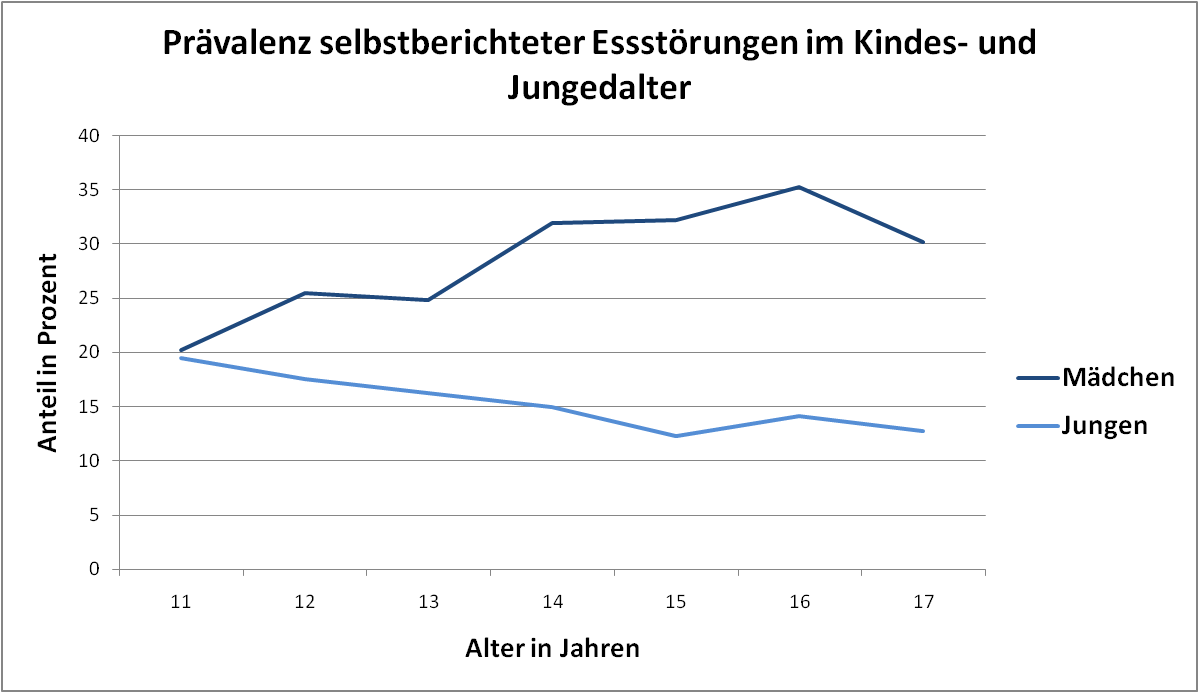 Prävalenz selbstberichteter Essstörungen im Kindes- und
Jungedalter
40
35
30
25
20
15
10
5
0
Anteil in Prozent
11 12 13 14 15 16 17
Alter in Jahren
Mädchen
Jungen